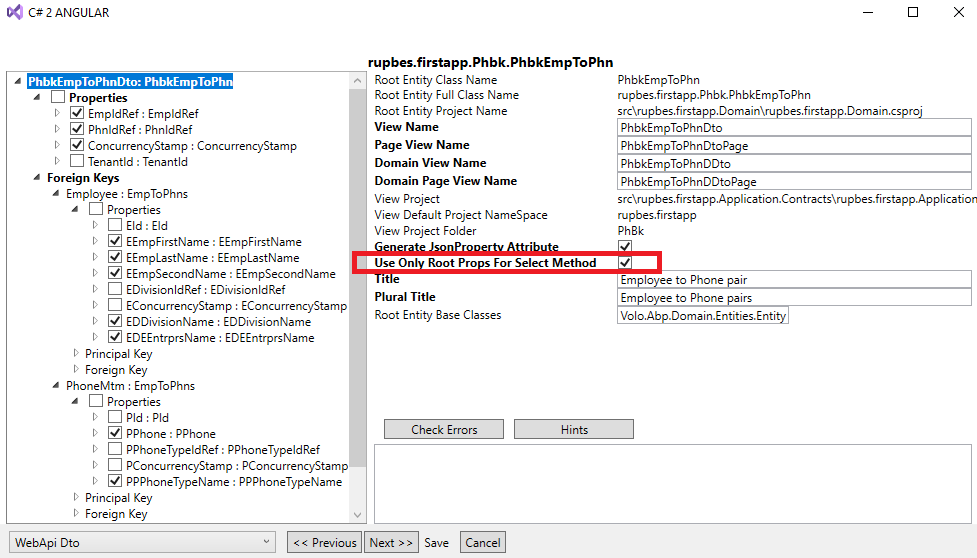 C# 2 ANGULAR
PhbkEmpToPhnDto: PhbkEmpToPhn
Properties
EmpIdRef : EmpIdRef
PhnIdRef : PhnIdRef
ConcurrencyStamp : ConcurrencyStamp
TenantId : TenantId
Foreign Keys
Employee : EmpToPhns
Properties
EId : EId
EEmpFirstName : EEmpFirstName
EEmpLastName : EEmpLastName
EEmpSecondName : EEmpSecondName
EDivisionIdRef : EDivisionIdRef
EConcurrencyStamp : EConcurrencyStamp
EDDivisionName : EDDivisionName
EDEEntrprsName : EDEEntrprsName
Principal Key
Foreign Key
PhoneMtm : EmpToPhns
Properties
PId : PId
PPhone : PPhone
PPhoneTypeIdRef : PPhoneTypeIdRef
PConcurrencyStamp : PConcurrencyStamp
PPPhoneTypeName : PPPhoneTypeName
Principal Key
Foreign Key
rupbes.firstapp.Phbk.PhbkEmpToPhn
Root Entity Class Name PhbkEmpToPhn
Root Entity Full Class Name rupbes.firstapp.Phbk.PhbkEmpToPhn
Root Entity Project Name src\rupbes.firstapp.Domain\rupbes.firstapp.Domain.csproj
View Name PhbkEmpToPhnDto
Page View Name PhbkEmpToPhnDtoPage
Domain View Name PhbkEmpToPhnDDto
Domain Page View Name PhbkEmpToPhnDDtoPage
View Project src\rupbes.firstapp.Application.Contracts\rupbes.firstapp.Application
View Default Project NameSpace rupbes.firstapp
View Project Folder PhBk
Generate JsonProperty Attribute
Use Only Root Props For Select Method
Title Employee to Phone pair
Plural Title Employee to Phone pairs
Root Entity Base Classes Volo.Abp.Domain.Entities.Entity
Check Errors Hints
WebApi Dto << Previous Next >> Save Cancel